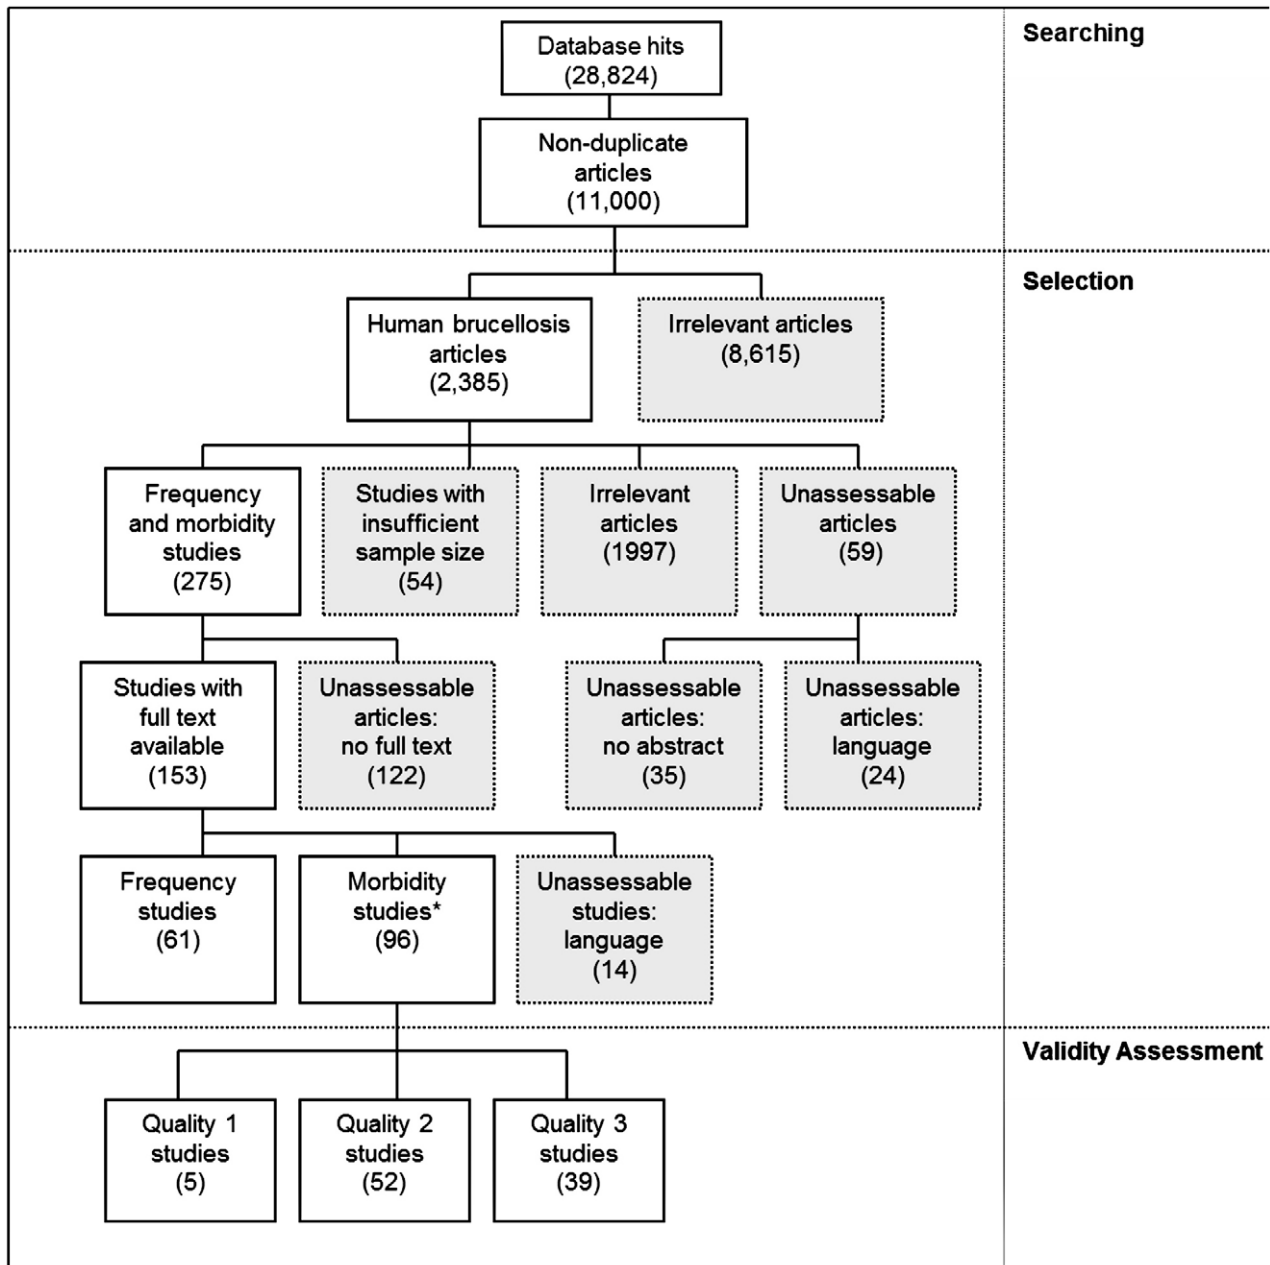 Searching
Database hits
(28,824)
Non-duplicate
articles
(11,000)
Selection
Human brucellosis
articles
(2,385)
Irrelevant articles
(8,615)
Frequency
and morbidity
studies
(275)
Studies with
insufficient
sample size
(54)
Irrelevant
articles
(1997)
Unassessable
articles
(59)
Studies with
full text
available
(153)
Unassessable
articles:
no full text
(122)
Unassessable
articles:
no abstract
(35)
Unassessable
articles:
language
(24)
Frequency
studies
(61)
Morbidity
studies*
(96)
Unassessable
studies:
language
(14)
Validity Assessment
Quality 1
studies
(5)
Quality 2
studies
(52)
Quality 3
studies
(39)